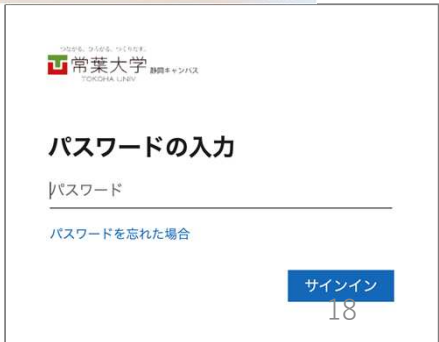 つながる。ひろがる。つくりだす。
常葉大学 静岡キャンパス
TOKOHA UNIV
パスワードの入力
パスワード
パスワードを忘れた場合
サインイン
18